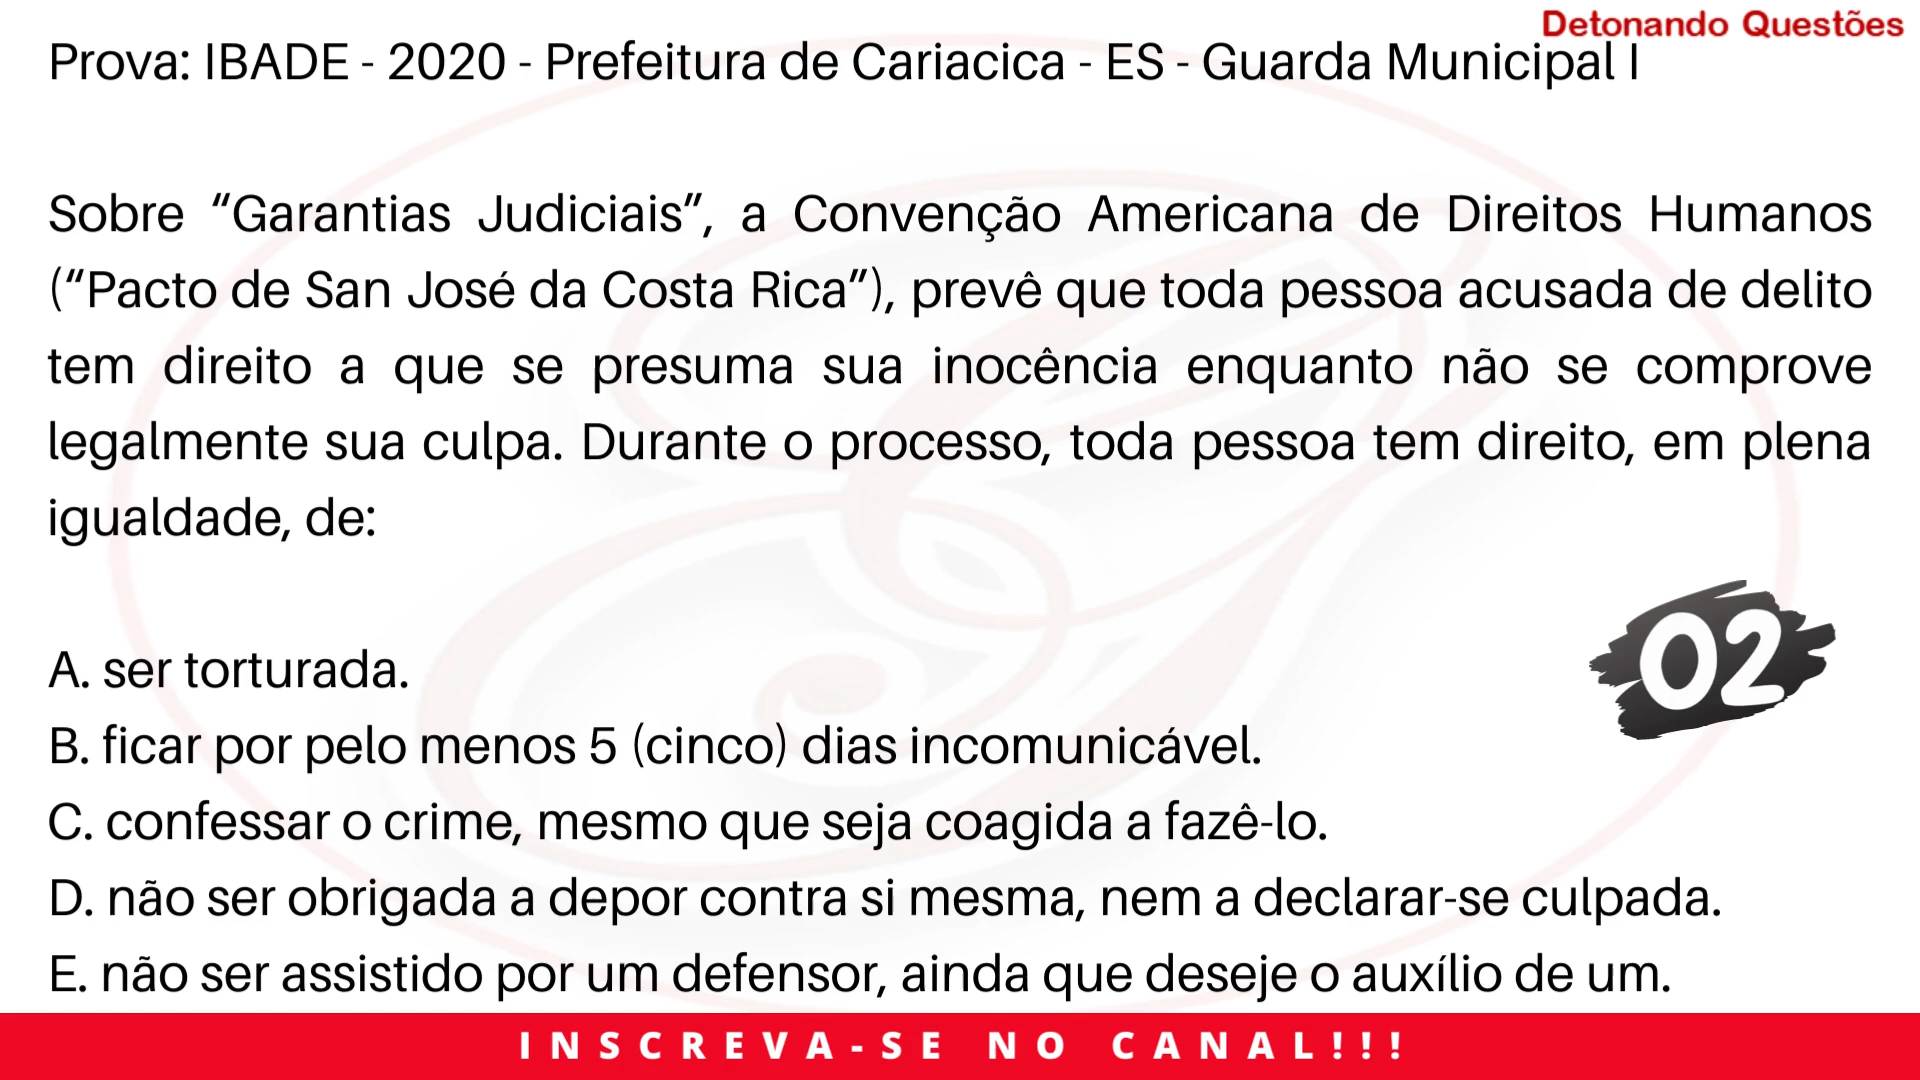 Detonando Questões
Prova: IBADE - 2020 - Prefeitura de Cariacica - ES - Guarda Municipal I
Sobre “Garantias Judiciais”, a Convenção Americana de Direitos Humanos
(“Pacto de San José da Costa Rica”), prevê que toda pessoa acusada de delito
tem direito a que se presuma sua inocência enquanto não se comprove
legalmente sua culpa. Durante o processo, toda pessoa tem direito, em plena
igualdade, de:
A. ser torturada.
02
B. ficar por pelo menos 5 (cinco) dias incomunicável.
C. confessar o crime, mesmo que seja coagida a fazê-lo.
D. não ser obrigada a depor contra si mesma, nem a declarar-se culpada.
E. não ser assistido por um defensor, ainda que deseje o auxílio de um.
INSCREVA-SE NO CANAL!!!